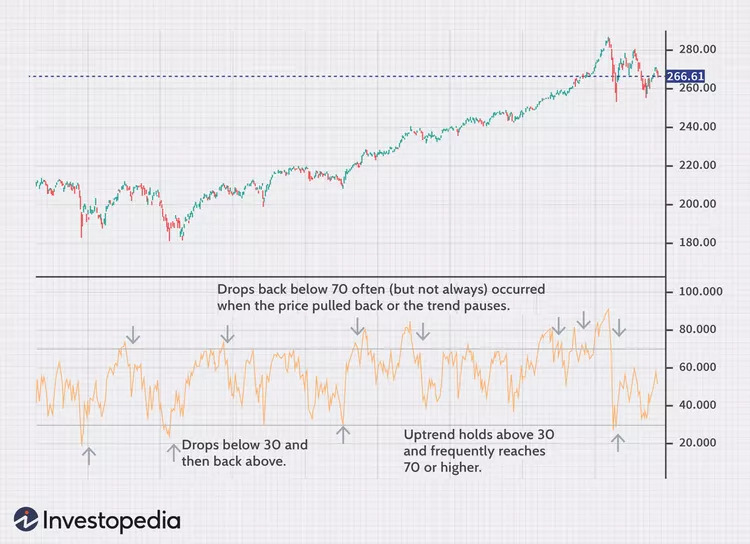 280.00
266.61
260.00
240.00
220.00
200.00
180.00
Drops back below 70 often (but not always) occurred
when the price pulled back or the trend pauses.
100.000
80.000
60.000
40.000
20.000
Drops below 30 and
then back above.
Uptrend holds above 30
and frequently reaches
70 or higher.
Investopedia